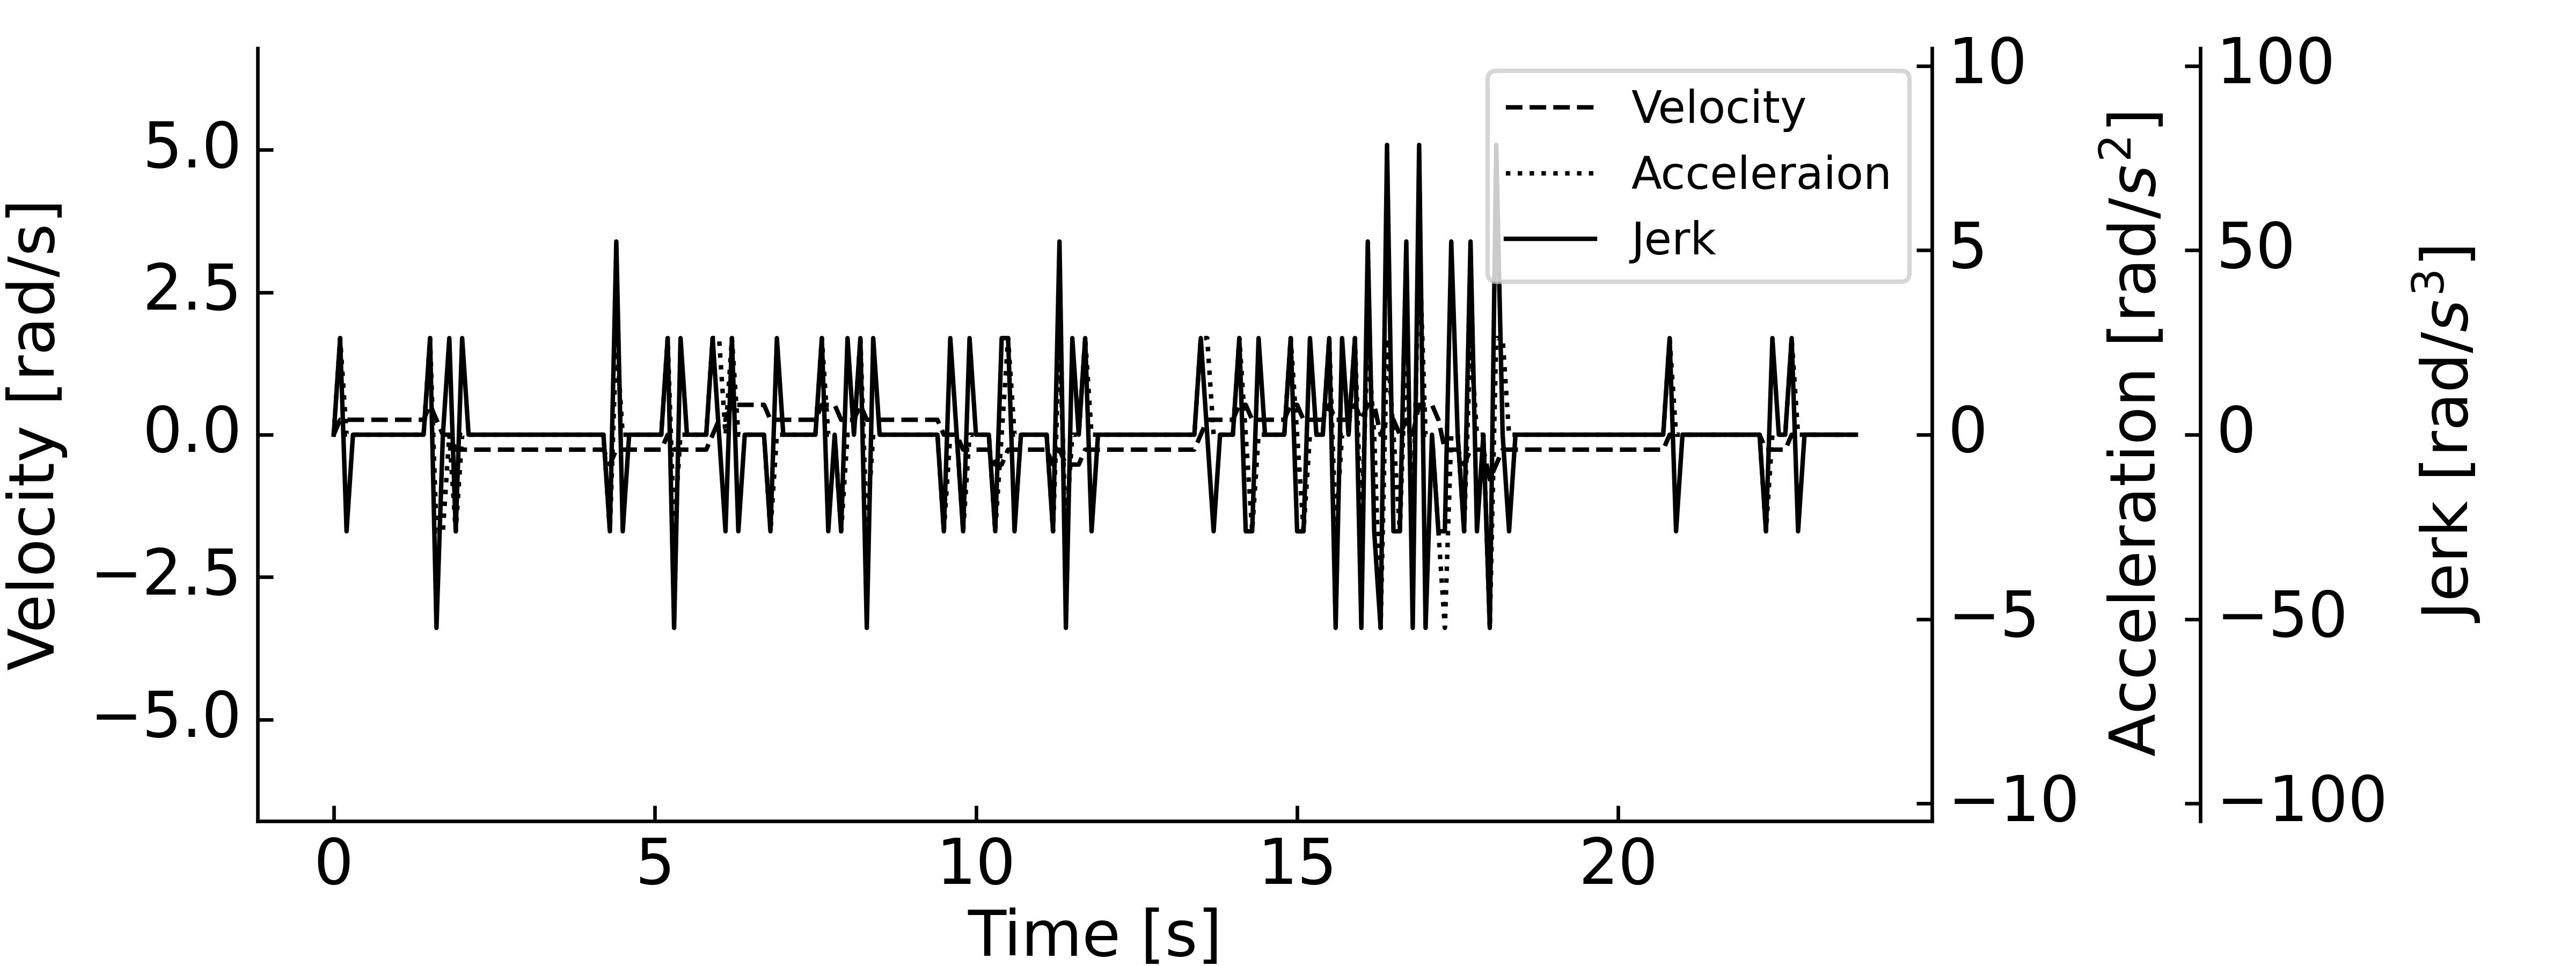 Velocity [rad/s]
5.0
2.5
0.0
−2.5
−5.0
0
5
10
15
20
Time [s]
Velocity
Acceleraion
Jerk
10
5
0
−5
−10
Acceleration [rad/s²]
100
50
0
−50
−100
Jerk [rad/s³]